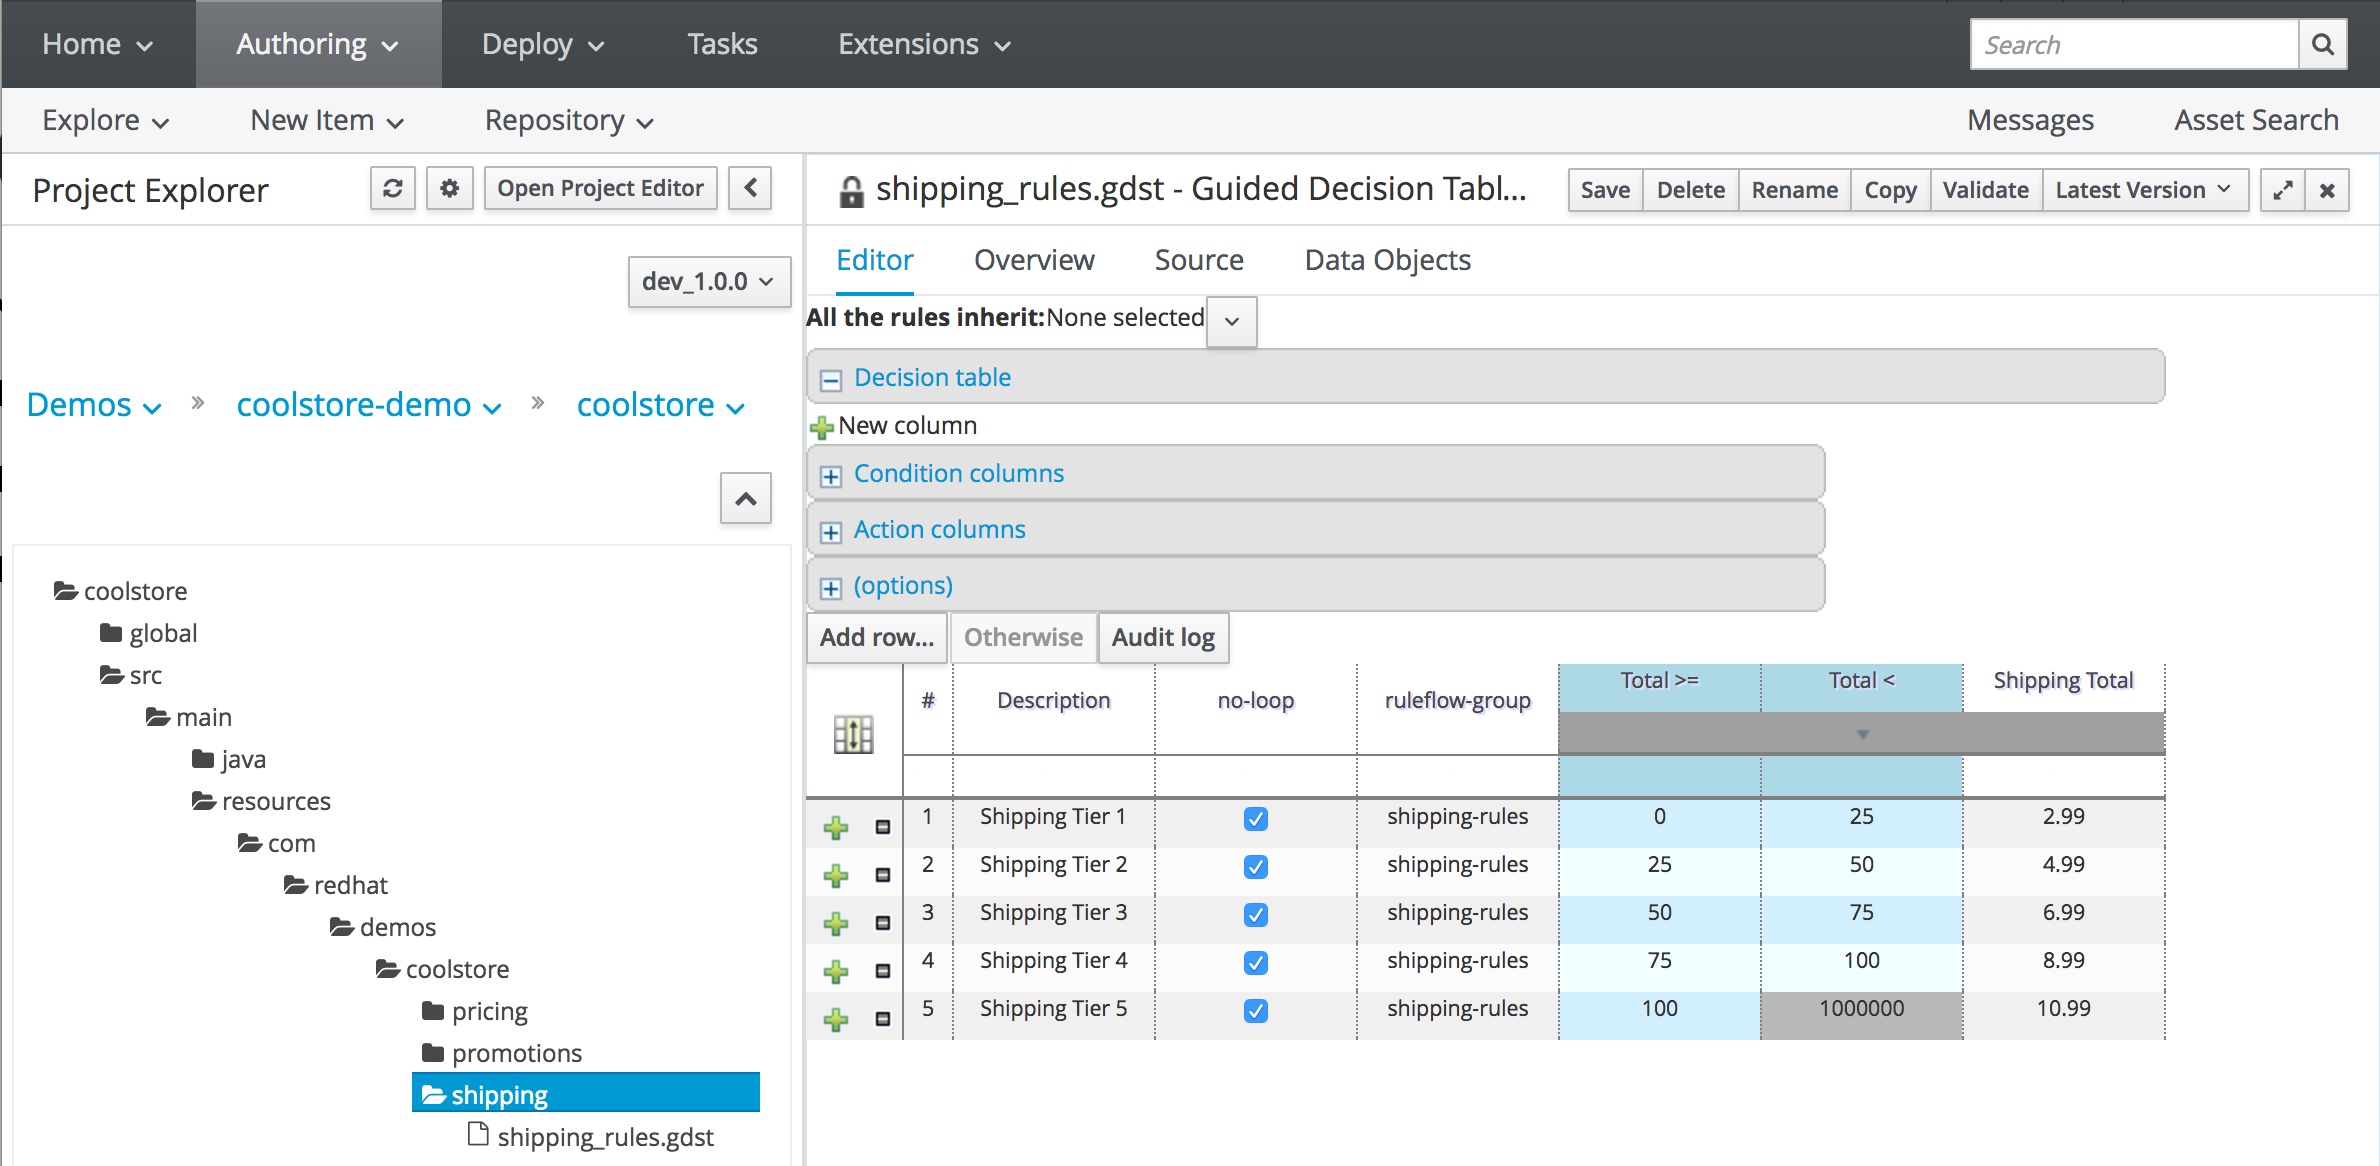 Home Authoring Deploy Tasks Extensions Search
Explore New Item Repository Messages Asset Search
Project Explorer Open Project Editor
dev_1.0.0
Demos » coolstore-demo » coolstore
coolstore
global
src
main
java
resources
com
redhat
demos
coolstore
pricing
promotions
shipping
shipping_rules.gdst
shipping_rules.gdst - Guided Decision Tabl... Save Delete Rename Copy Validate Latest Version
Editor Overview Source Data Objects
All the rules inherit:None selected
Decision table
New column
Condition columns
Action columns
(options)
Add row... Otherwise Audit log
# Description no-loop ruleflow-group Total >= Total < Shipping Total
1 Shipping Tier 1 shipping-rules 0 25 2.99
2 Shipping Tier 2 shipping-rules 25 50 4.99
3 Shipping Tier 3 shipping-rules 50 75 6.99
4 Shipping Tier 4 shipping-rules 75 100 8.99
5 Shipping Tier 5 shipping-rules 100 1000000 10.99